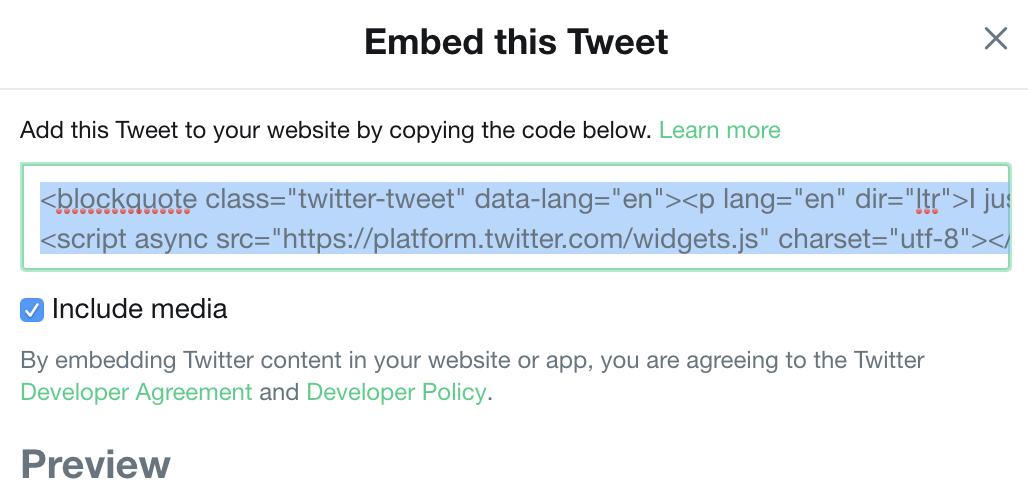 Embed this Tweet
Add this Tweet to your website by copying the code below. Learn more
<blockquote class="twitter-tweet" data-lang="en"><p lang="en" dir="ltr">I jus
<script async src="https://platform.twitter.com/widgets.js" charset="utf-8"></
Include media
By embedding Twitter content in your website or app, you are agreeing to the Twitter
Developer Agreement and Developer Policy.
Preview